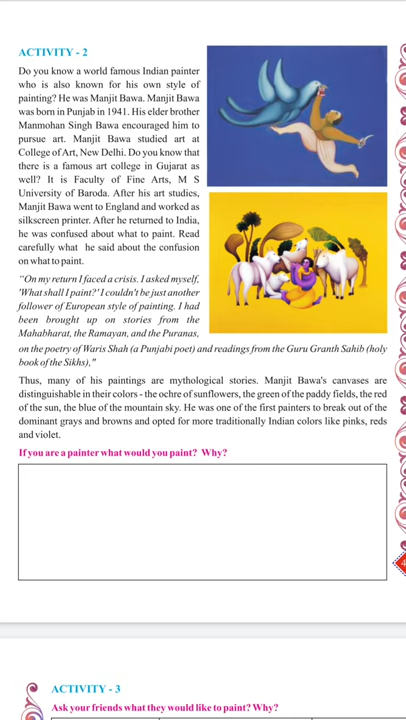 ACTIVITY - 2
Do you know a world famous Indian painter
who is also known for his own style of
painting? He was Manjit Bawa. Manjit Bawa
was born in Punjab in 1941. His elder brother
Manmohan Singh Bawa encouraged him to
pursue art. Manjit Bawa studied art at
College of Art, New Delhi. Do you know that
there is a famous art college in Gujarat as
well? It is Faculty of Fine Arts, M S
University of Baroda. After his art studies,
Manjit Bawa went to England and worked as
silkscreen printer. After he returned to India,
he was confused about what to paint. Read
carefully what he said about the confusion
on what to paint.
"On my return I faced a crisis. I asked myself,
'What shall I paint?' I couldn't be just another
follower of European style of painting. I had
been brought up on stories from the
Mahabharat, the Ramayan, and the Puranas,
on the poetry of Waris Shah (a Punjabi poet) and readings from the Guru Granth Sahib (holy
book of the Sikhs),"
Thus, many of his paintings are mythological stories. Manjit Bawa's canvases are
distinguishable in their colors - the ochre of sunflowers, the green of the paddy fields, the red
of the sun, the blue of the mountain sky. He was one of the first painters to break out of the
dominant grays and browns and opted for more traditionally Indian colors like pinks, reds
and violet.
If you are a painter what would you paint? Why?
ACTIVITY - 3
Ask your friends what they would like to paint? Why?